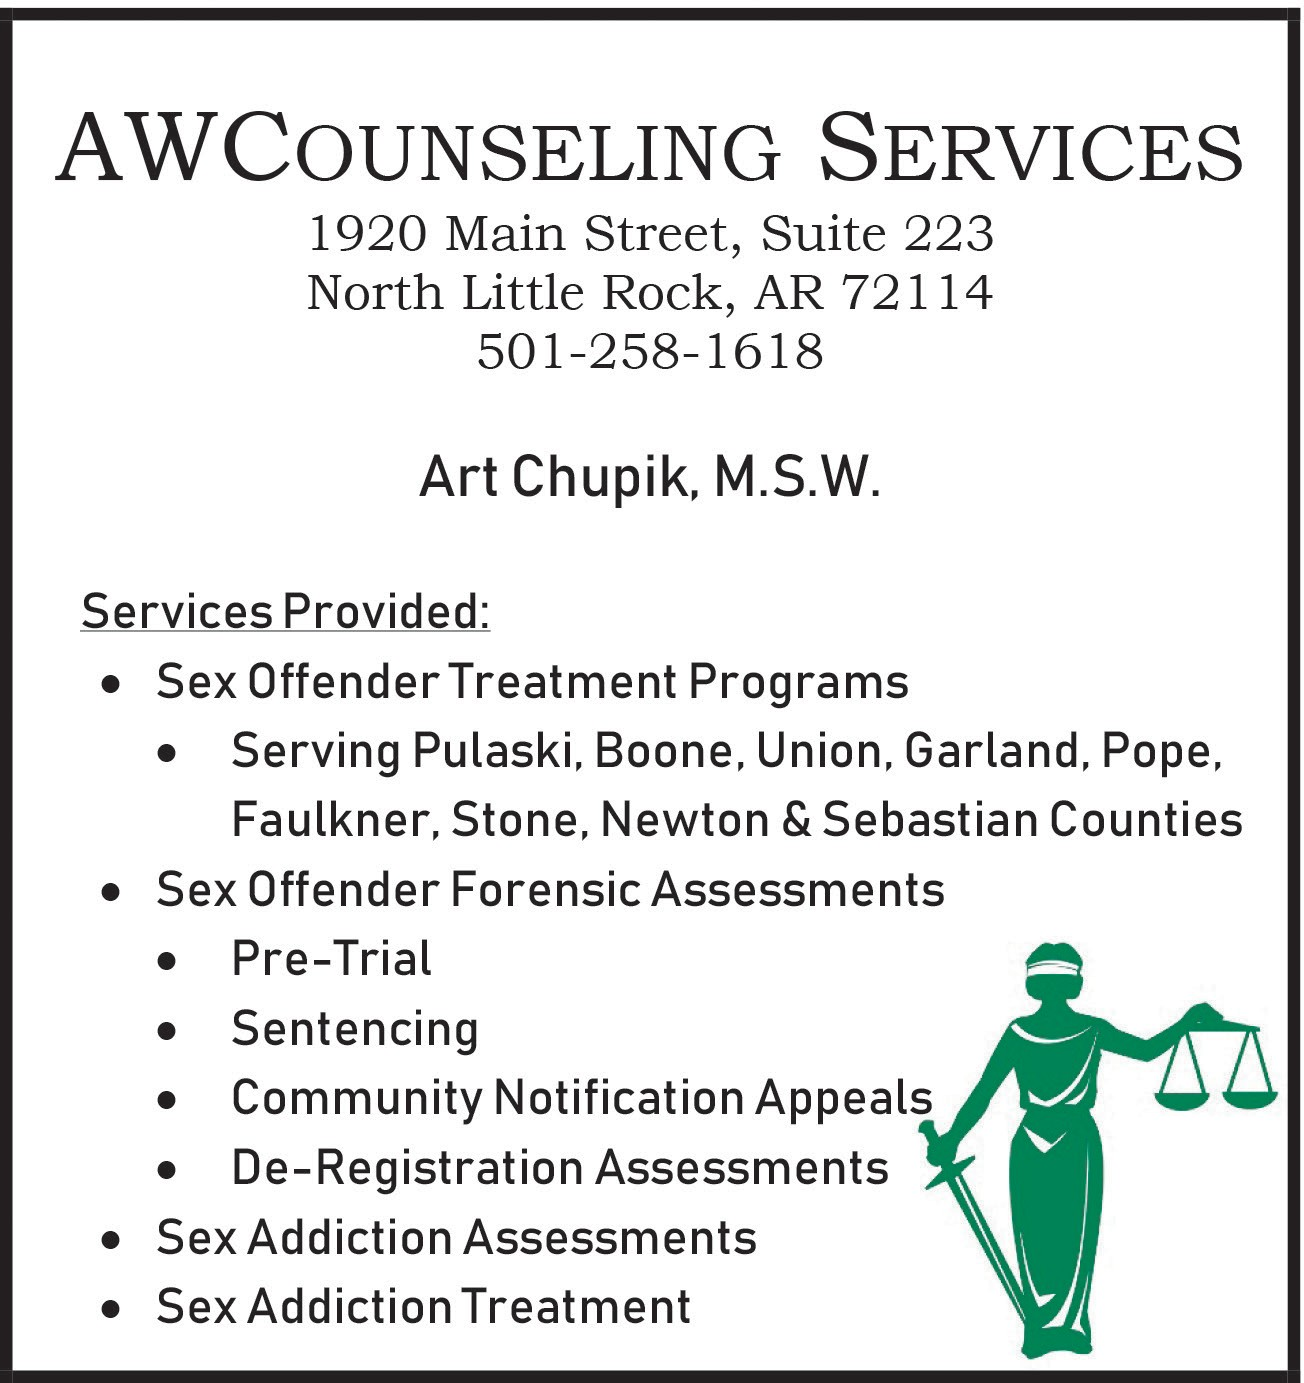 AWCOUNSELING SERVICES
1920 Main Street, Suite 223
North Little Rock, AR 72114
501-258-1618
Art Chupik, M.S.W.
Services Provided:
• Sex Offender Treatment Programs
• Serving Pulaski, Boone, Union, Garland, Pope,
Faulkner, Stone, Newton & Sebastian Counties
• Sex Offender Forensic Assessments
• Pre-Trial
• Sentencing
• Community Notification Appeals
• De-Registration Assessments
• Sex Addiction Assessments
• Sex Addiction Treatment